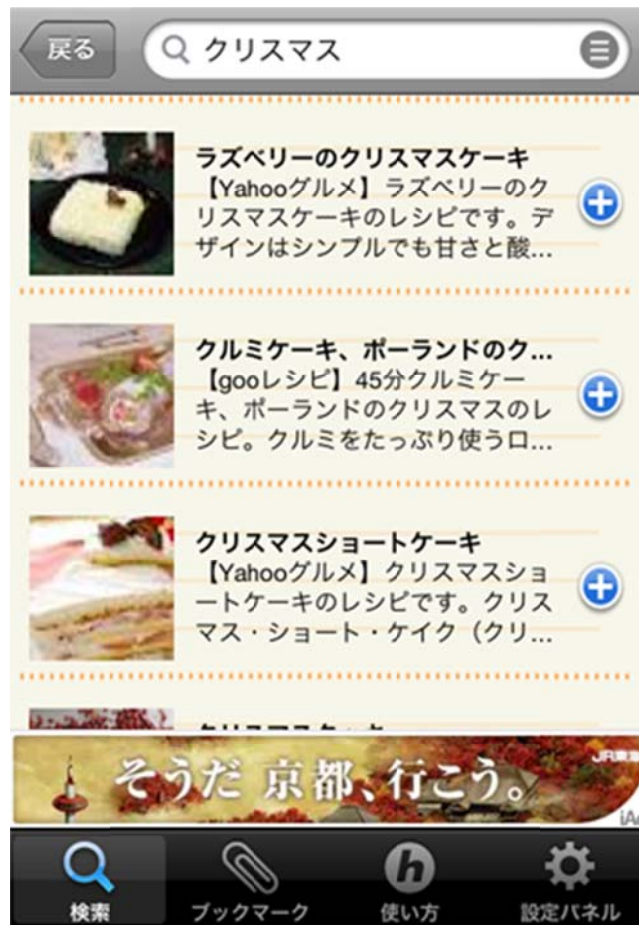 戻る
クリスマス
ラズベリーのクリスマスケーキ
【Yahooグルメ】ラズベリーのク
リスマスケーキのレシピです。デ
ザインはシンプルでも甘さと酸...
クルミケーキ、ポーランドのク...
【gooレシピ】45分クルミケー
キ、ポーランドのクリスマスのレ
シピ。クルミをたっぷり使うロ...
クリスマスショートケーキ
【Yahooグルメ】クリスマスショ
ートケーキのレシピです。クリス
マス・ショート・ケイク（クリ...
そうだ 京都、行こう。
JR東海
iAd
h
検索
ブックマーク
使い方
設定パネル